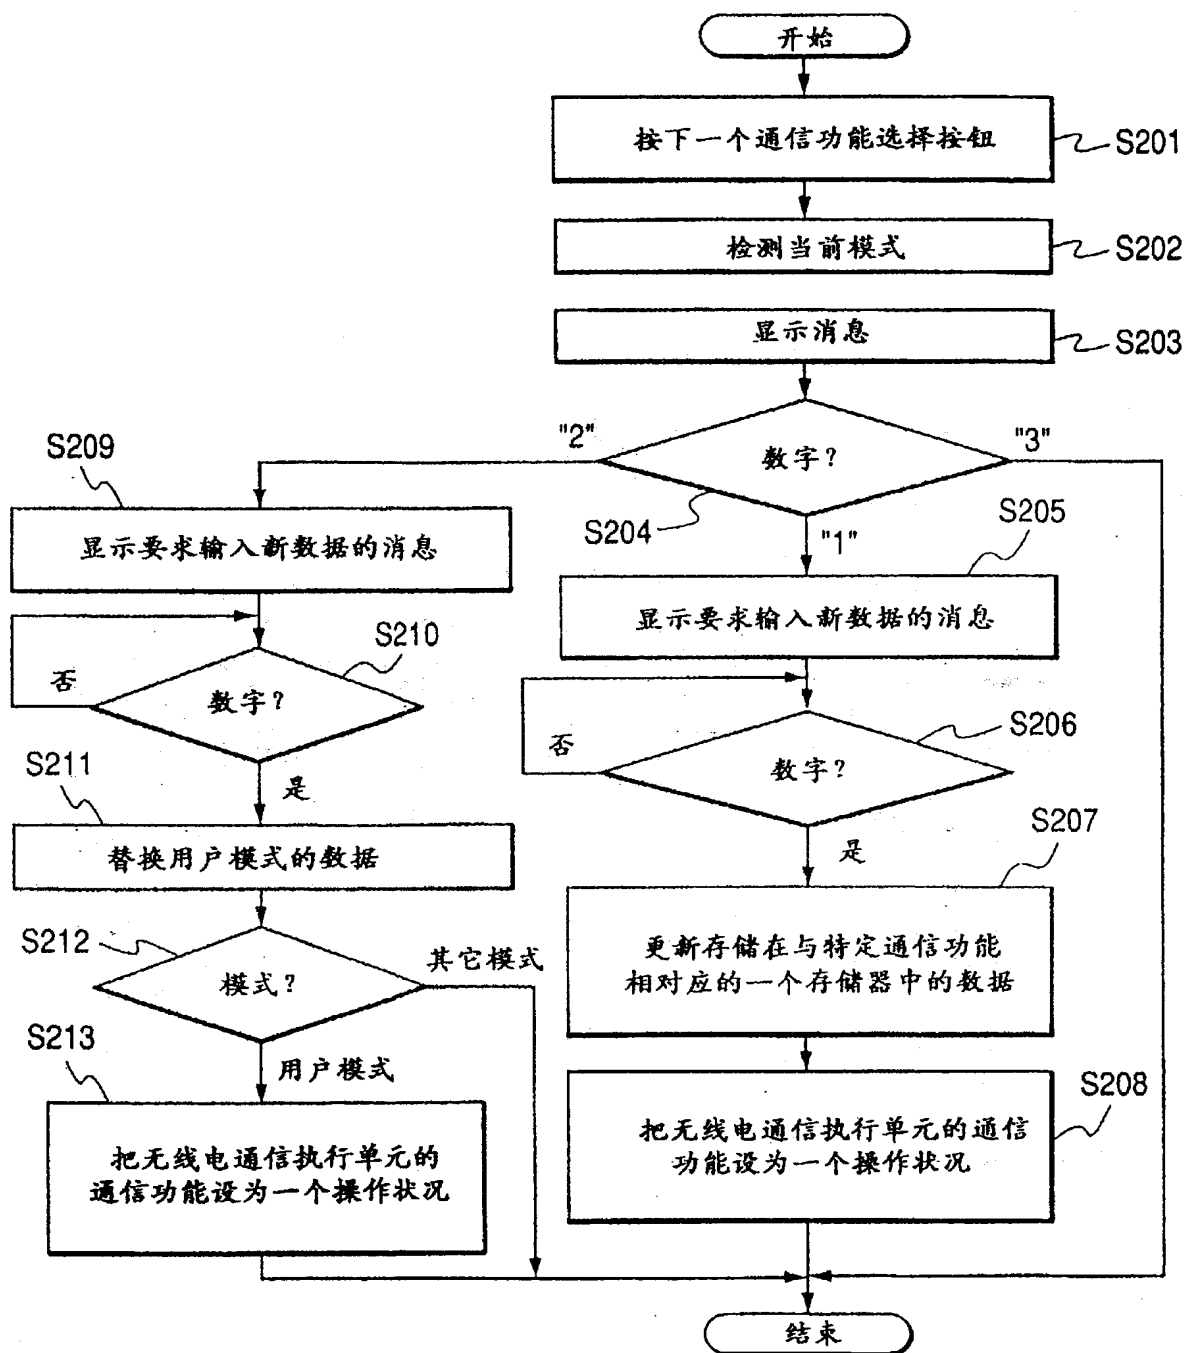 开始
按下一个通信功能选择按钮
S201
检测当前模式
S202
显示消息
S203
数字?
S204
"2"
"3"
"1"
S209
显示要求输入新数据的消息
S205
显示要求输入新数据的消息
S210
数字?
否
是
S206
数字?
否
是
S211
替换用户模式的数据
S207
更新存储在与特定通信功能
相对应的一个存储器中的数据
S212
模式?
其它模式
用户模式
S213
把无线电通信执行单元的
通信功能设为一个操作状况
S208
把无线电通信执行单元的通信
功能设为一个操作状况
结束